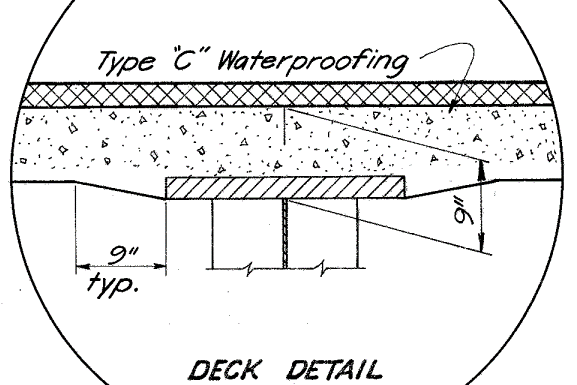 Type "C" Waterproofing
9"
9"
typ.
DECK DETAIL